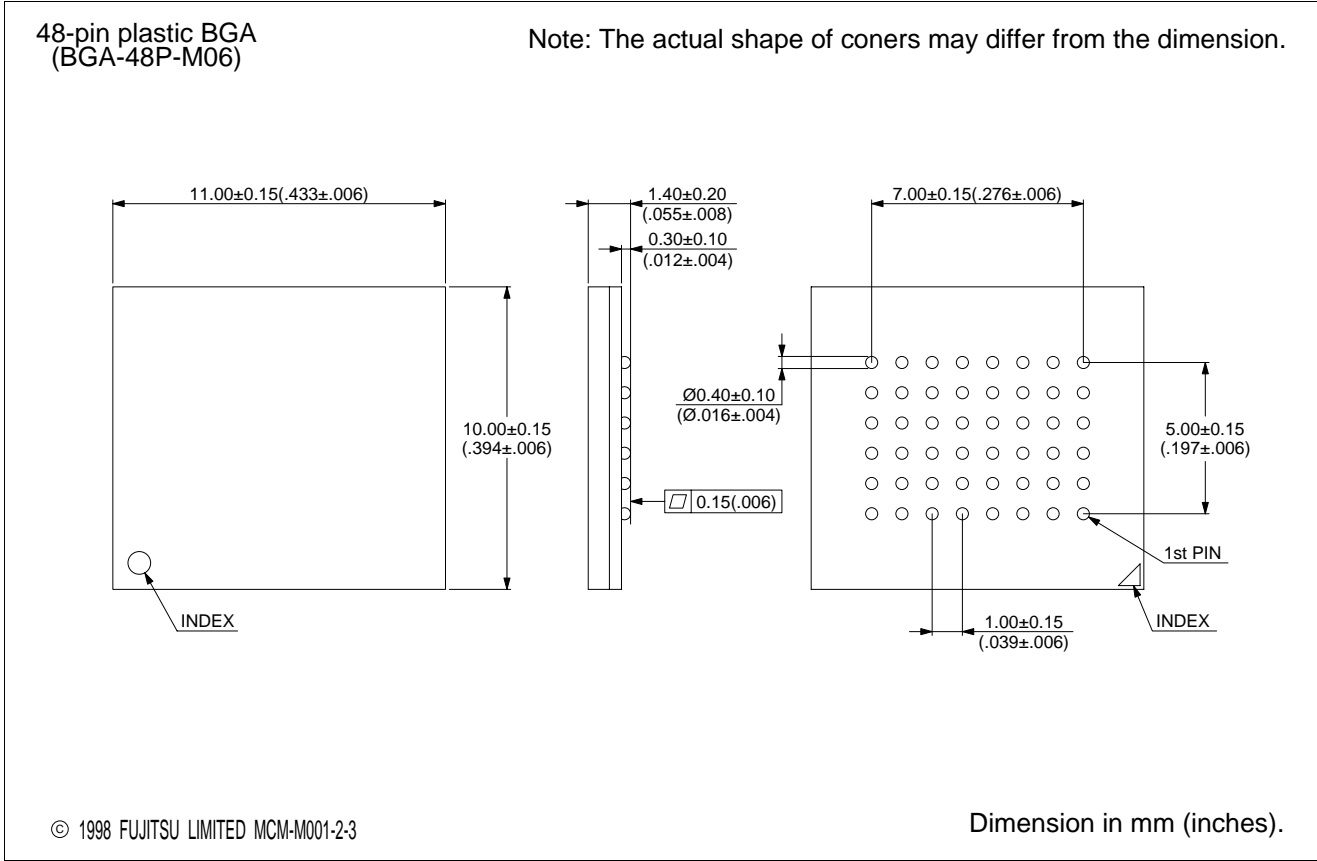 48-pin plastic BGA
(BGA-48P-M06)
Note: The actual shape of coners may differ from the dimension.
11.00±0.15(.433±.006)
1.40±0.20
(.055±.008)
7.00±0.15(.276±.006)
0.30±0.10
(.012±.004)
Ø0.40±0.10
(Ø.016±.004)
10.00±0.15
(.394±.006)
5.00±0.15
(.197±.006)
0.15(.006)
1st PIN
INDEX
1.00±0.15
(.039±.006)
INDEX
© 1998 FUJITSU LIMITED MCM-M001-2-3
Dimension in mm (inches).